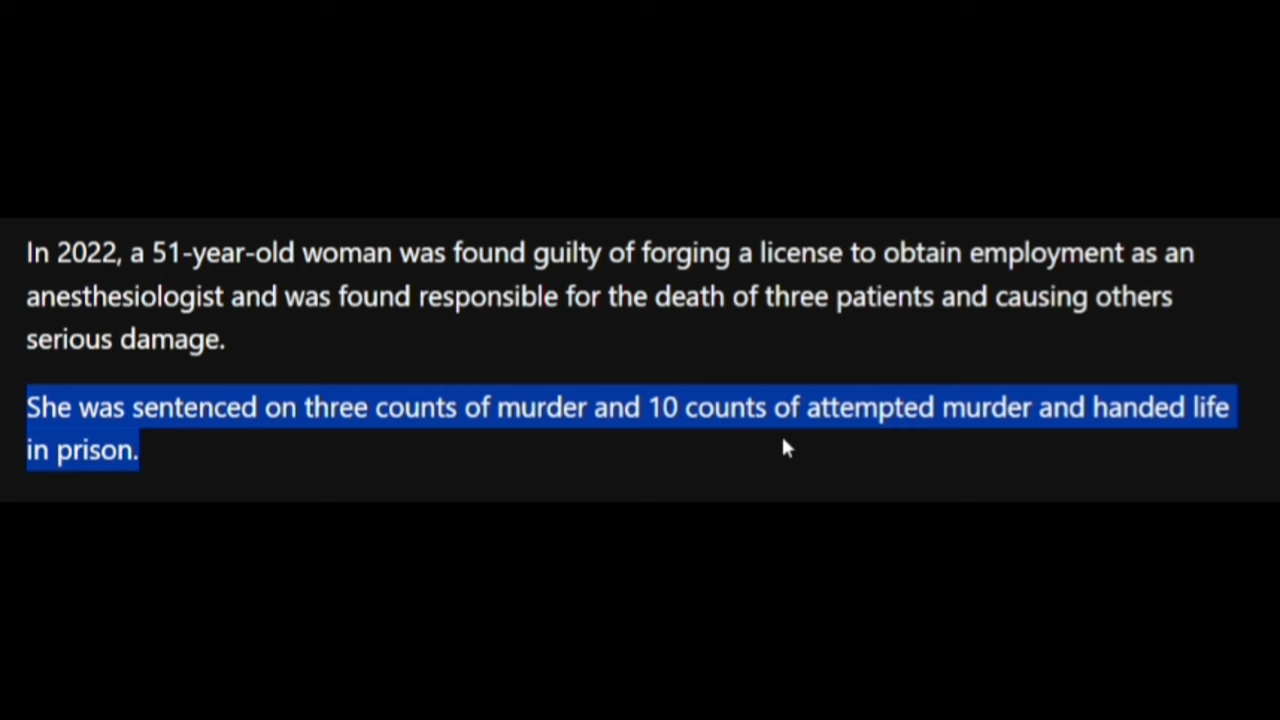 In 2022, a 51-year-old woman was found guilty of forging a license to obtain employment as an
anesthesiologist and was found responsible for the death of three patients and causing others
serious damage.
She was sentenced on three counts of murder and 10 counts of attempted murder and handed life
in prison.